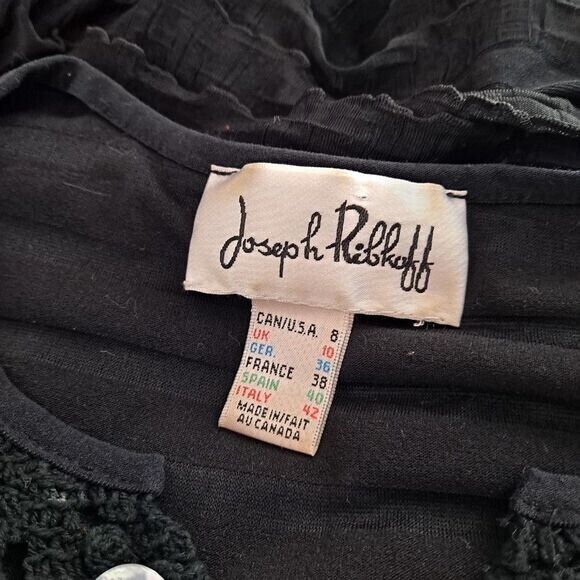 Joseph Ribkoff
CAN/U.S.A. 8
UK 10
GER. 36
FRANCE 38
SPAIN 40
ITALY 42
MADE IN/FAIT
AU CANADA